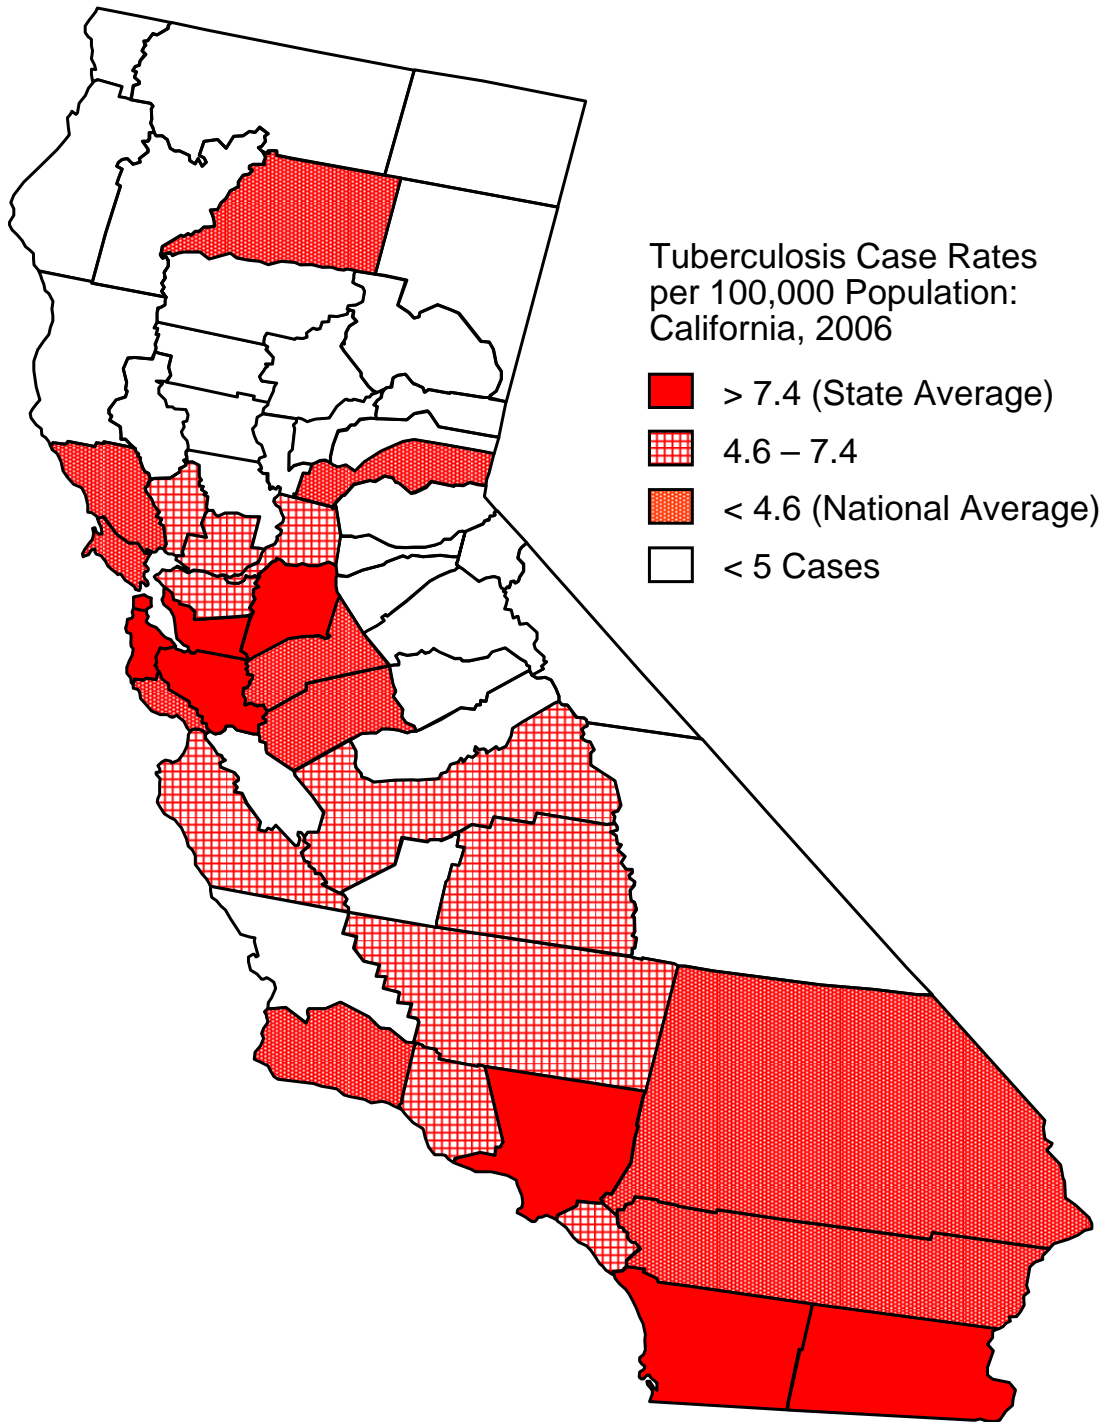 Tuberculosis Case Rates
per 100,000 Population:
California, 2006
> 7.4 (State Average)
4.6 – 7.4
< 4.6 (National Average)
< 5 Cases